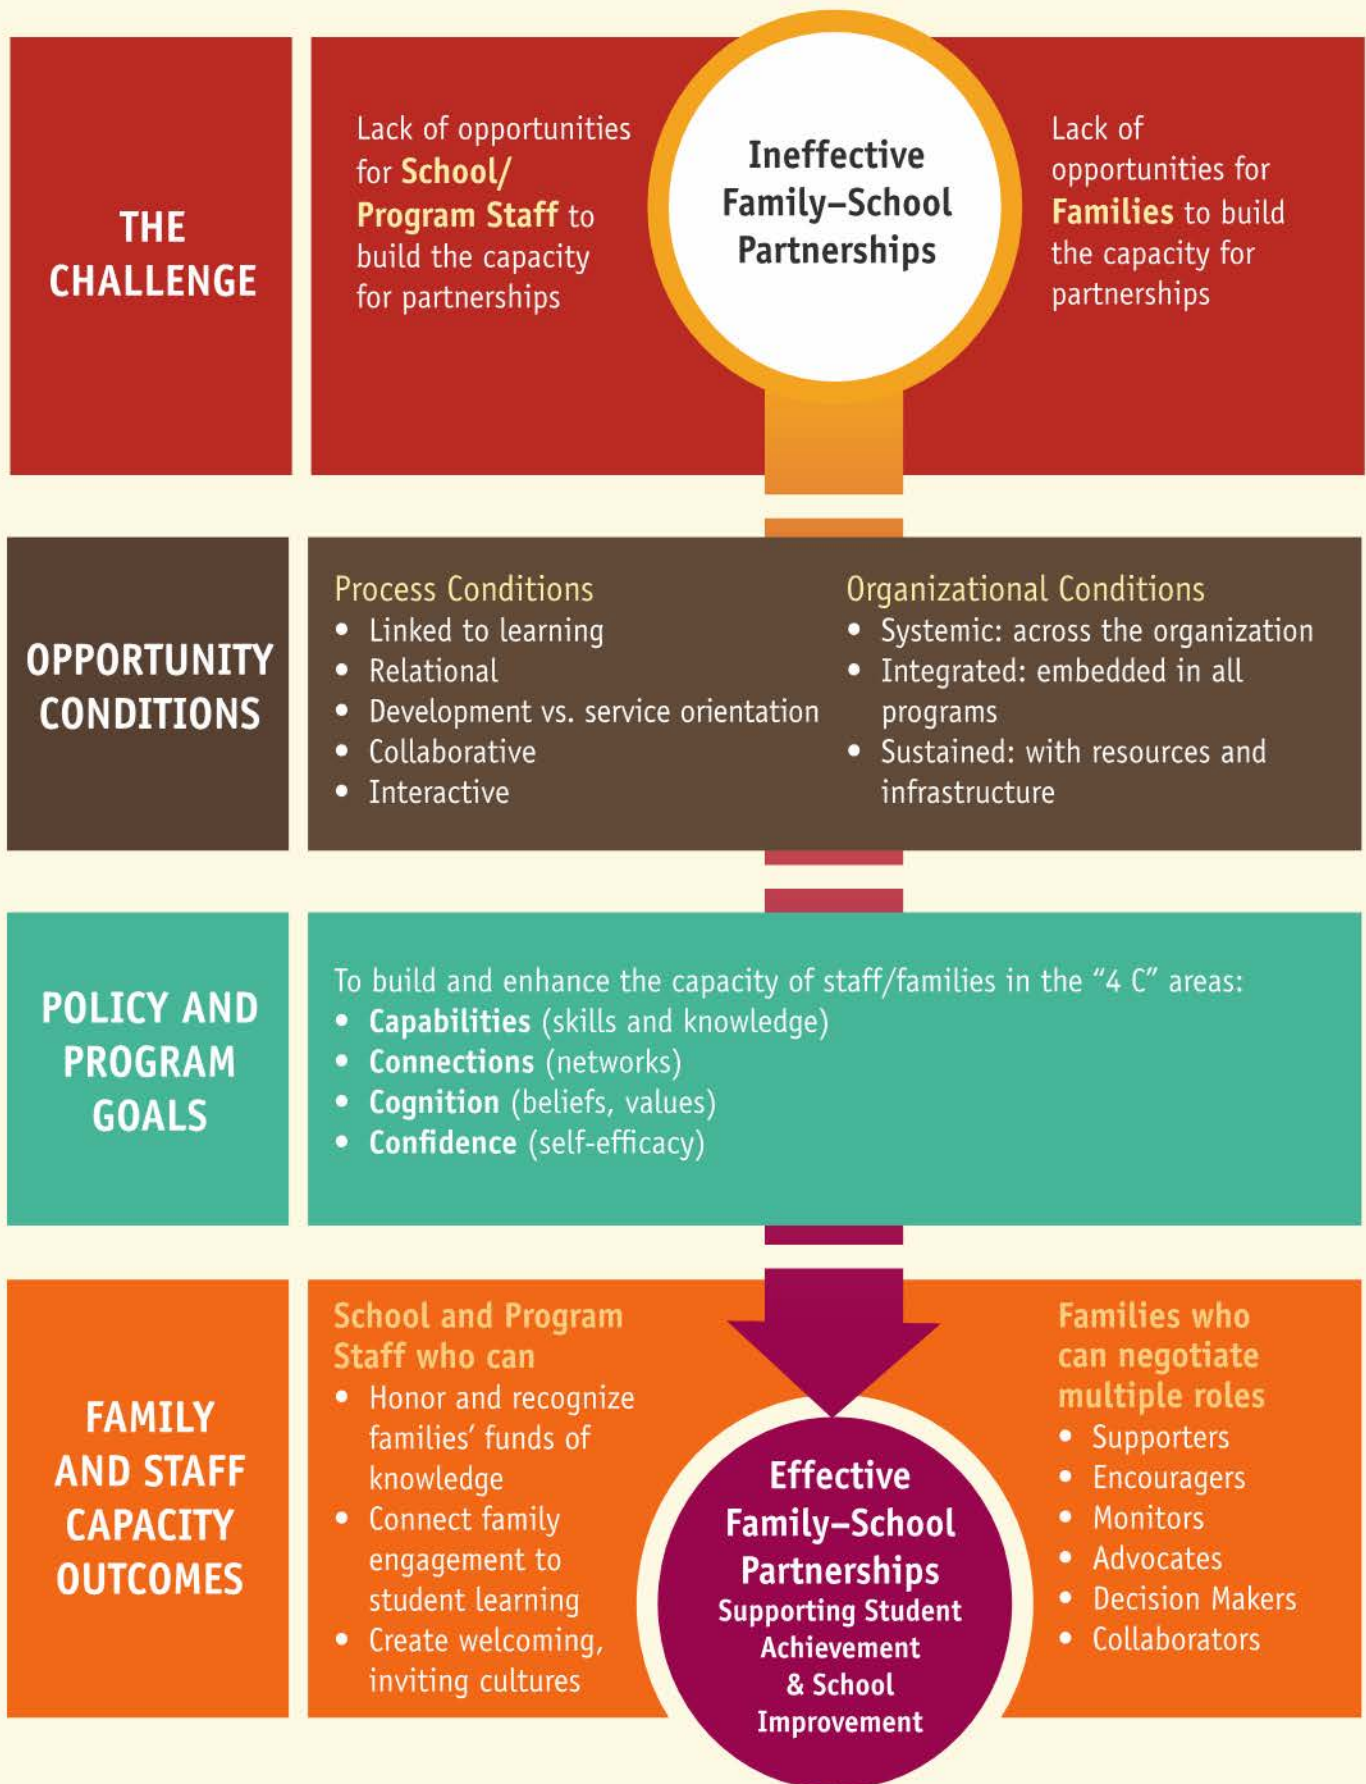 THE
CHALLENGE
Lack of opportunities
for School/
Program Staff to
build the capacity
for partnerships
Ineffective
Family–School
Partnerships
Lack of
opportunities for
Families to build
the capacity for
partnerships
OPPORTUNITY
CONDITIONS
Process Conditions
• Linked to learning
• Relational
• Development vs. service orientation
• Collaborative
• Interactive
Organizational Conditions
• Systemic: across the organization
• Integrated: embedded in all
programs
• Sustained: with resources and
infrastructure
POLICY AND
PROGRAM
GOALS
To build and enhance the capacity of staff/families in the “4 C” areas:
• Capabilities (skills and knowledge)
• Connections (networks)
• Cognition (beliefs, values)
• Confidence (self-efficacy)
FAMILY
AND STAFF
CAPACITY
OUTCOMES
School and Program
Staff who can
• Honor and recognize
families’ funds of
knowledge
• Connect family
engagement to
student learning
• Create welcoming,
inviting cultures
Effective
Family–School
Partnerships
Supporting Student
Achievement
& School
Improvement
Families who
can negotiate
multiple roles
• Supporters
• Encouragers
• Monitors
• Advocates
• Decision Makers
• Collaborators